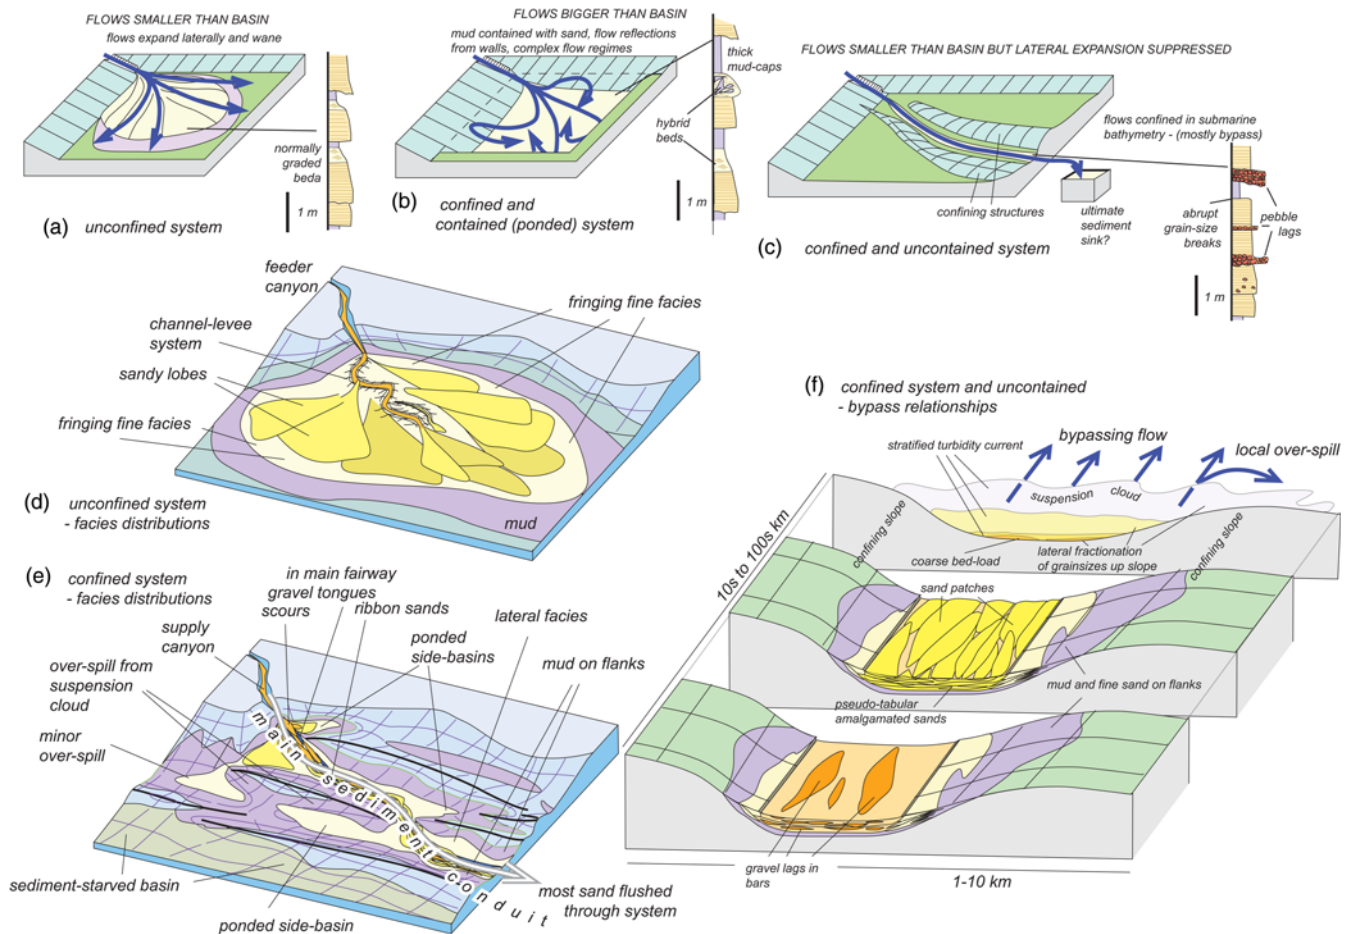 FLOWS SMALLER THAN BASIN
flows expand laterally and wane
normally
graded
beda
1 m
(a) unconfined system
FLOWS BIGGER THAN BASIN
mud contained with sand, flow reflections
from walls, complex flow regimes
thick
mud-caps
hybrid
beds
1 m
(b) confined and
contained (ponded) system
FLOWS SMALLER THAN BASIN BUT LATERAL EXPANSION SUPPRESSED
flows confined in submarine
bathymetry - (mostly bypass)
confining structures
ultimate
sediment
sink?
abrupt
grain-size
breaks
pebble
lags
1 m
(c) confined and uncontained system
feeder
canyon
channel-levee
system
sandy lobes
fringing fine facies
fringing fine facies
mud
(d) unconfined system
- facies distributions
(e) confined system
- facies distributions
in main fairway
gravel tongues
scours
ribbon sands
supply
canyon
ponded
side-basins
lateral facies
mud on flanks
over-spill from
suspension
cloud
minor
over-spill
main sediment conduit
sediment-starved basin
ponded side-basin
most sand flushed
through system
(f) confined system and uncontained
- bypass relationships
stratified turbidity current
bypassing flow
local over-spill
suspension cloud
confining slope
confining slope
coarse bed-load
lateral fractionation
of grainsizes up slope
10s to 100s km
sand patches
pseudo-tabular
amalgamated sands
mud and fine sand on flanks
gravel lags in
bars
1-10 km